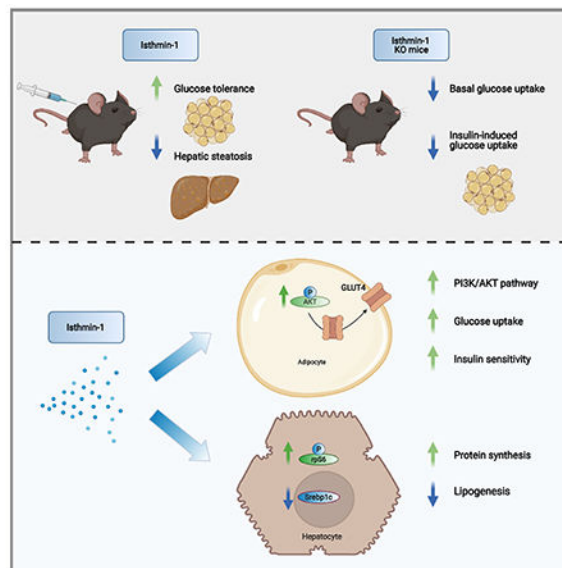 Isthmin-1
Glucose tolerance
Hepatic steatosis
Isthmin-1
KO mice
Basal glucose uptake
Insulin-induced
glucose uptake
Isthmin-1
P
AKT
GLUT4
Adipocyte
PI3K/AKT pathway
Glucose uptake
Insulin sensitivity
P
rpS6
Srebp1c
Hepatocyte
Protein synthesis
Lipogenesis